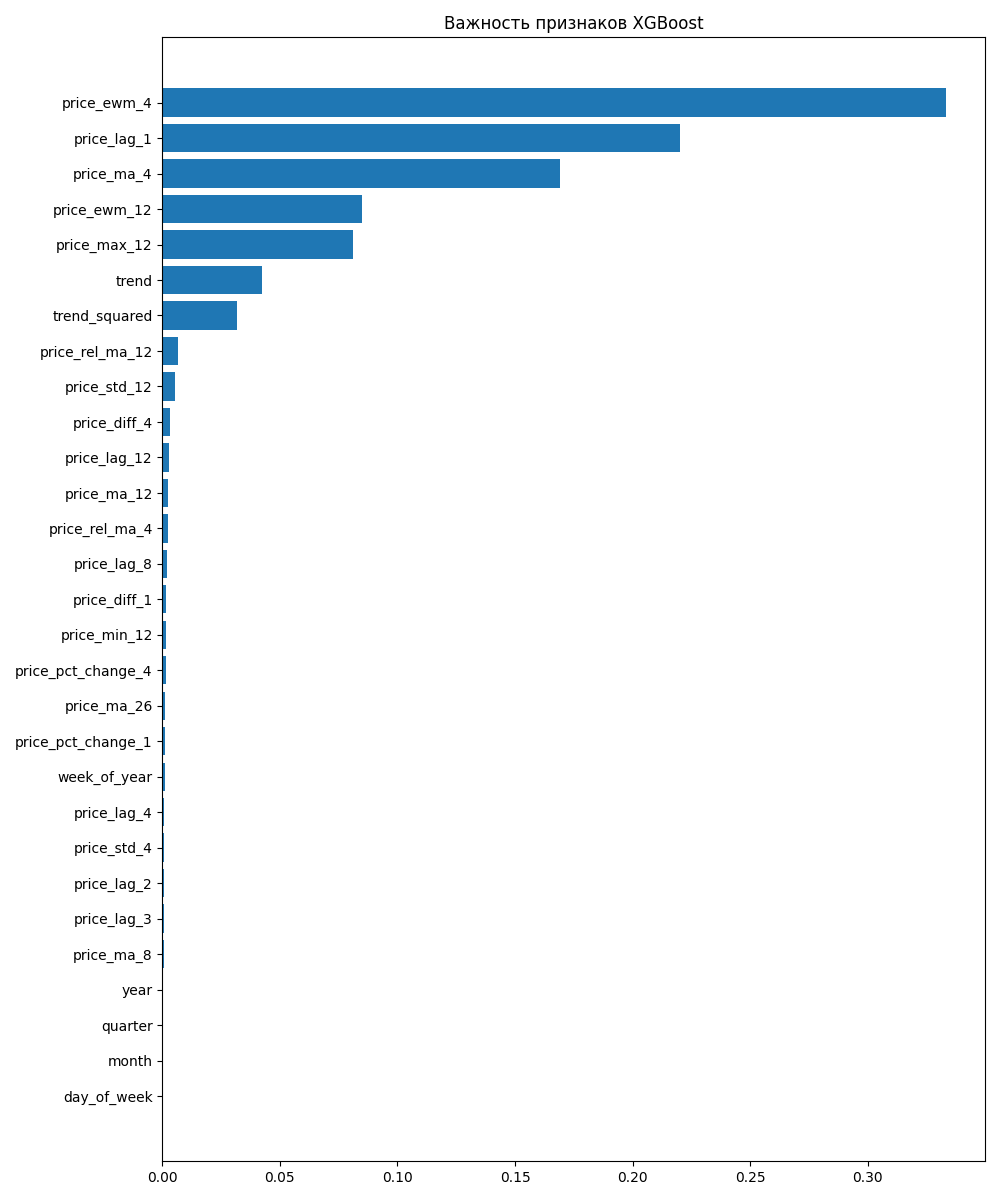 Важность признаков XGBoost
price_ewm_4
price_lag_1
price_ma_4
price_ewm_12
price_max_12
trend
trend_squared
price_rel_ma_12
price_std_12
price_diff_4
price_lag_12
price_ma_12
price_rel_ma_4
price_lag_8
price_diff_1
price_min_12
price_pct_change_4
price_ma_26
price_pct_change_1
week_of_year
price_lag_4
price_std_4
price_lag_2
price_lag_3
price_ma_8
year
quarter
month
day_of_week
0.00 0.05 0.10 0.15 0.20 0.25 0.30